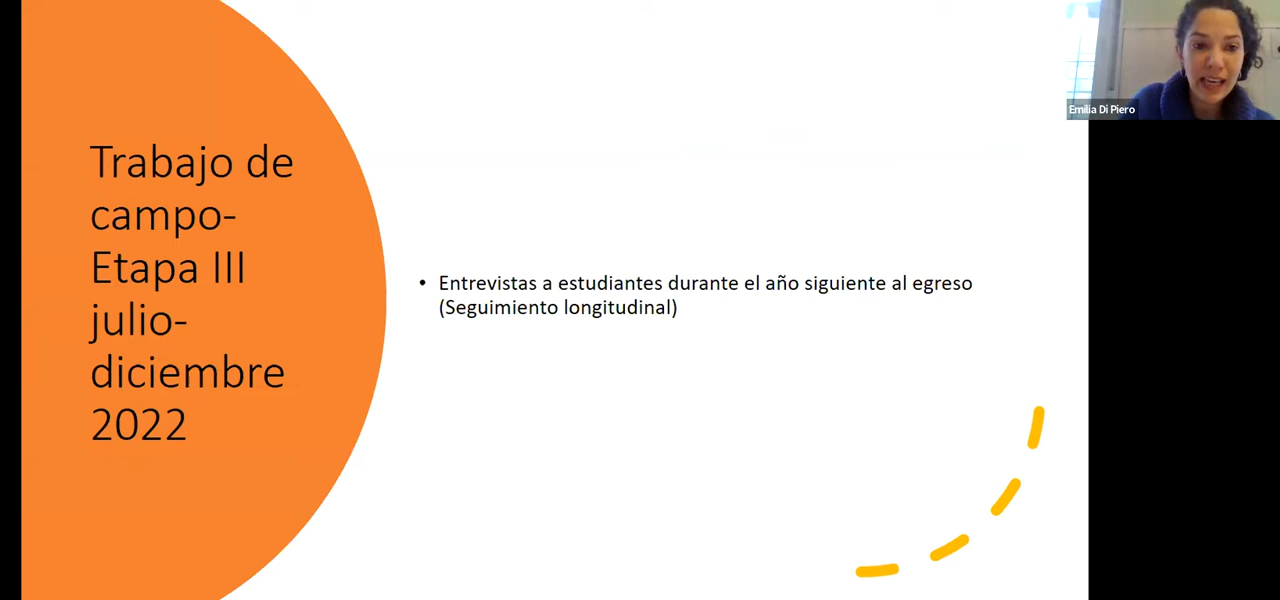 Emilia Di Piero
Trabajo de
campo-
Etapa III
julio-
diciembre
2022
• Entrevistas a estudiantes durante el año siguiente al egreso
(Seguimiento longitudinal)